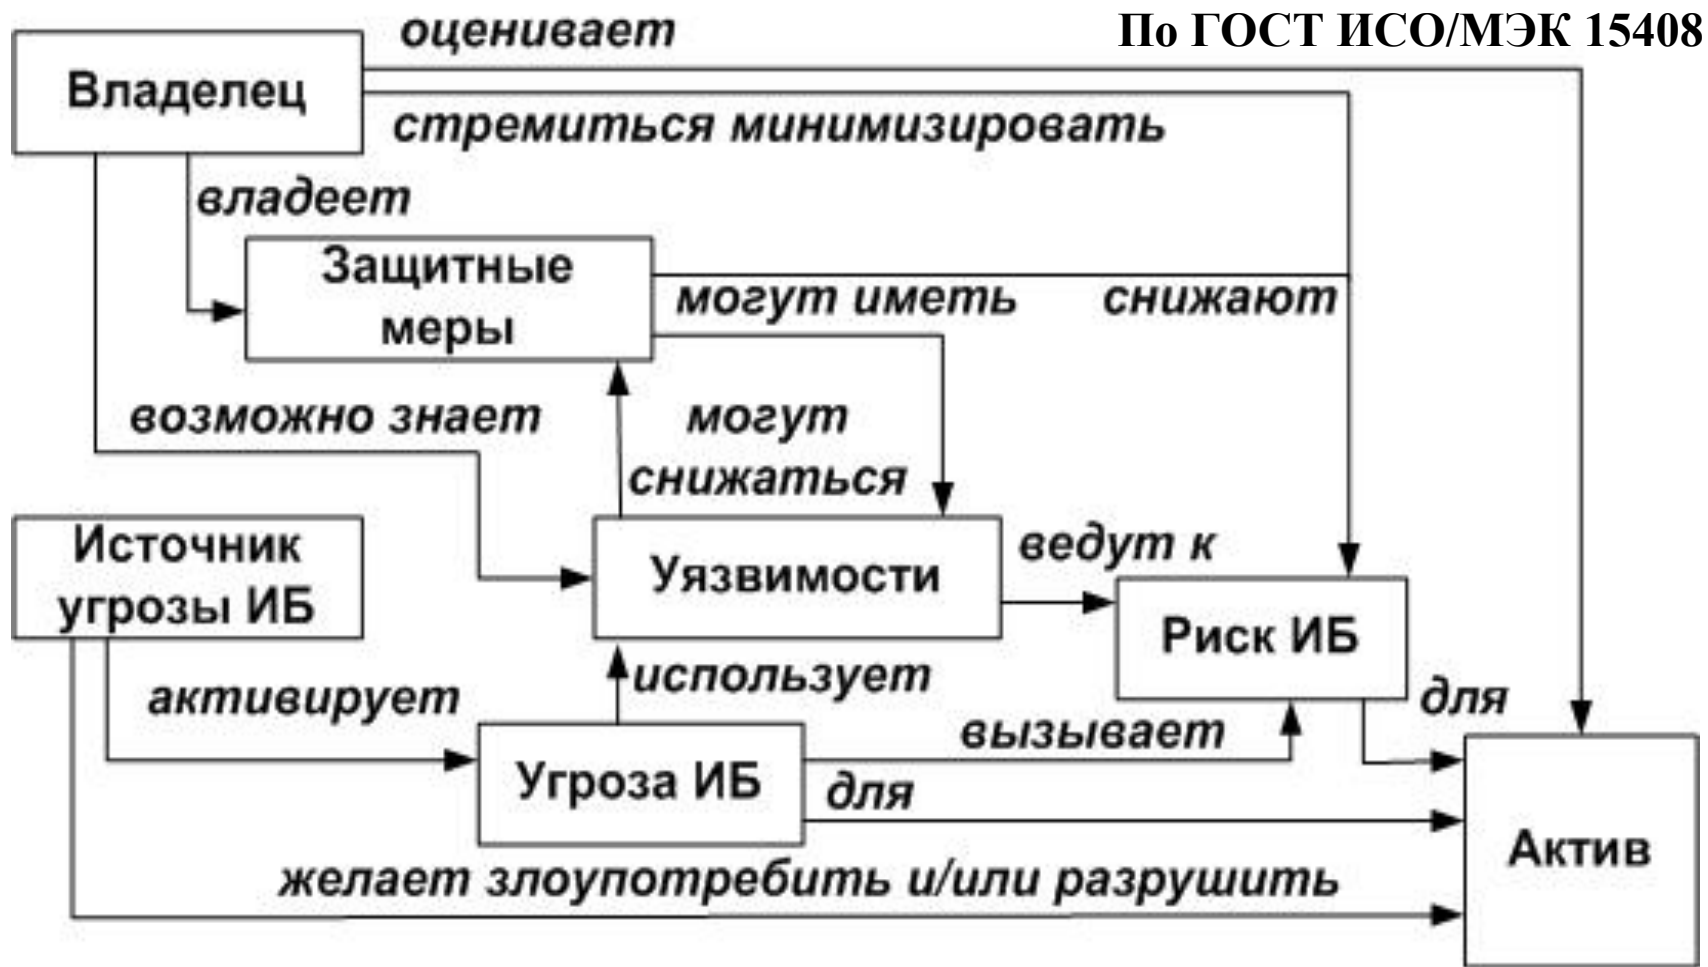 оценивает
По ГОСТ ИСО/МЭК 15408
Владелец
стремиться минимизировать
владеет
Защитные
меры
могут иметь
снижают
возможно знает
могут
снижаться
Источник
угрозы ИБ
Уязвимости
ведут к
Риск ИБ
активирует
использует
для
Угроза ИБ
вызывает
для
Актив
желает злоупотребить и/или разрушить